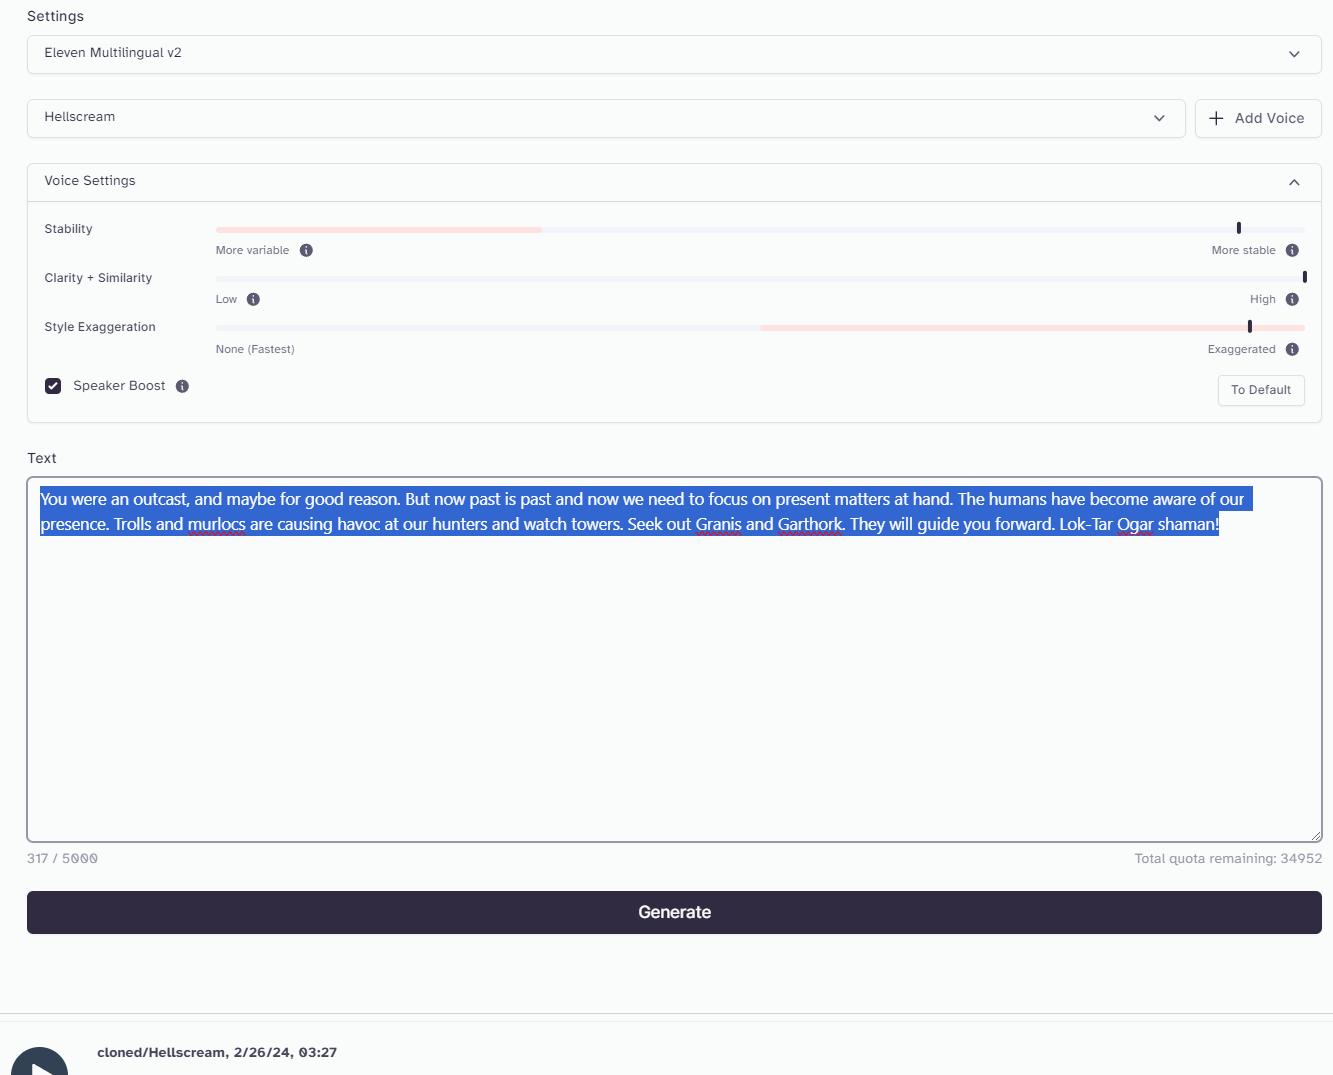 Settings
Eleven Multilingual v2
Hellscream
Add Voice
Voice Settings
Stability
More variable
More stable
Clarity + Similarity
Low
High
Style Exaggeration
None (Fastest)
Exaggerated
Speaker Boost
To Default
Text
You were an outcast, and maybe for good reason. But now past is past and now we need to focus on present matters at hand. The humans have become aware of our
presence. Trolls and murlocs are causing havoc at our hunters and watch towers. Seek out Granis and Garthork. They will guide you forward. Lok-Tar Ogar shaman!
317 / 5000
Total quota remaining: 34952
Generate
cloned/Hellscream, 2/26/24, 03:27